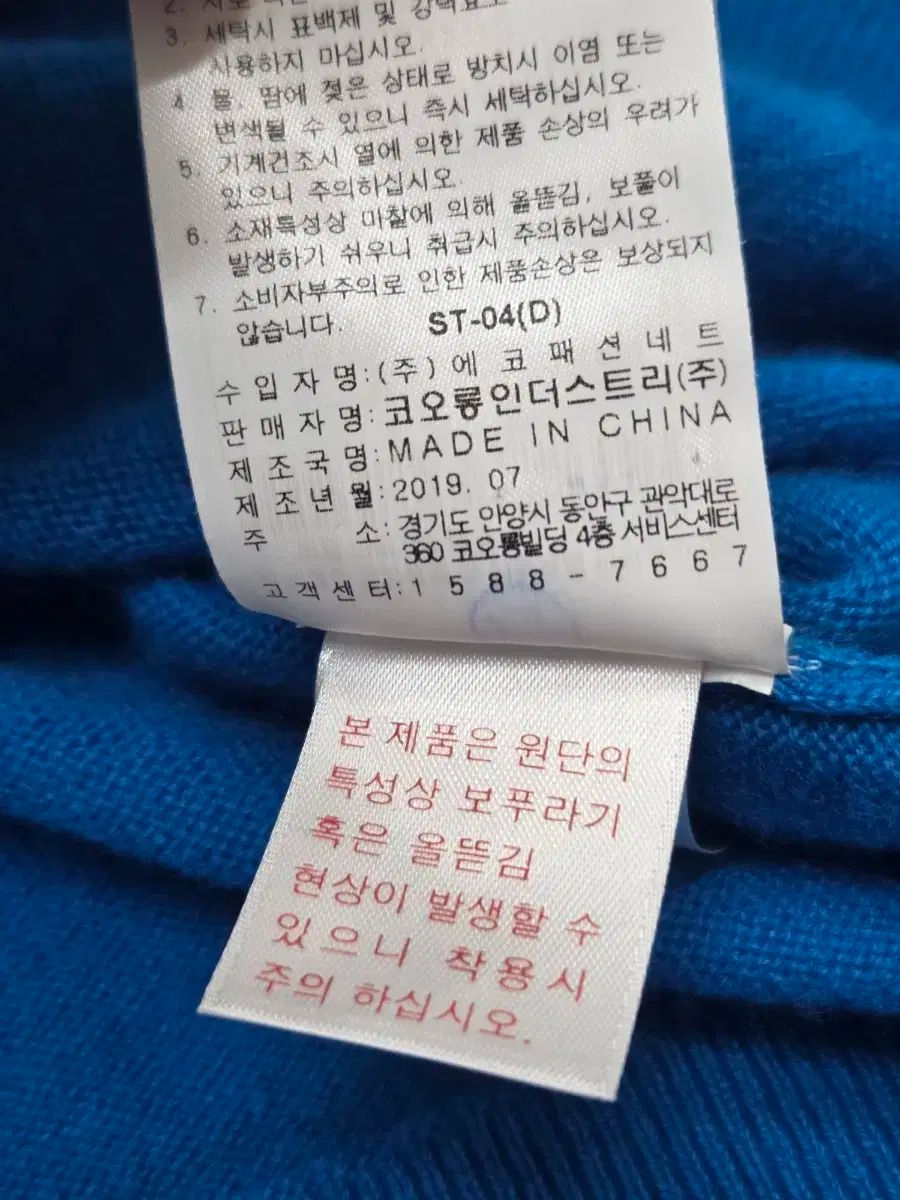 3. 세탁시 표백제 및
사용하지 마십시오.
4 물, 땀에 젖은 상태로 방치시 이염 또는
변색될 수 있으니 즉시 세탁하십시오.
5. 기계건조시 열에 의한 제품 손상의 우려가
있으니 주의하십시오.
6. 소재특성상 마찰에 의해 올뜯김, 보풀이
발생하기 쉬우니 취급시 주의하십시오.
7. 소비자부주의로 인한 제품손상은 보상되지
않습니다. ST-04(D)
수입자명:(주)에코패션네트
판매자명:코오롱인더스트리(주)
제조국명:MADE IN CHINA
제조년월:2019. 07
주 소:경기도 안양시 동안구 관악대로
360 코오롱빌딩 4층 서비스센터
고객센터:1588-7667
본 제품은 원단의
특성상 보푸라기
혹은 올뜯김
현상이 발생할 수
있으니 착용시
주의 하십시오.